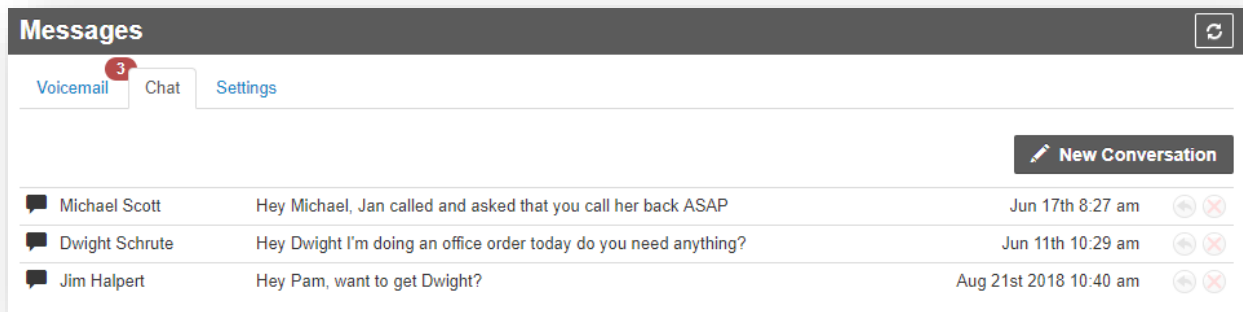 Messages
3
Voicemail Chat Settings
New Conversation
Michael Scott Hey Michael, Jan called and asked that you call her back ASAP Jun 17th 8:27 am
Dwight Schrute Hey Dwight I'm doing an office order today do you need anything? Jun 11th 10:29 am
Jim Halpert Hey Pam, want to get Dwight? Aug 21st 2018 10:40 am